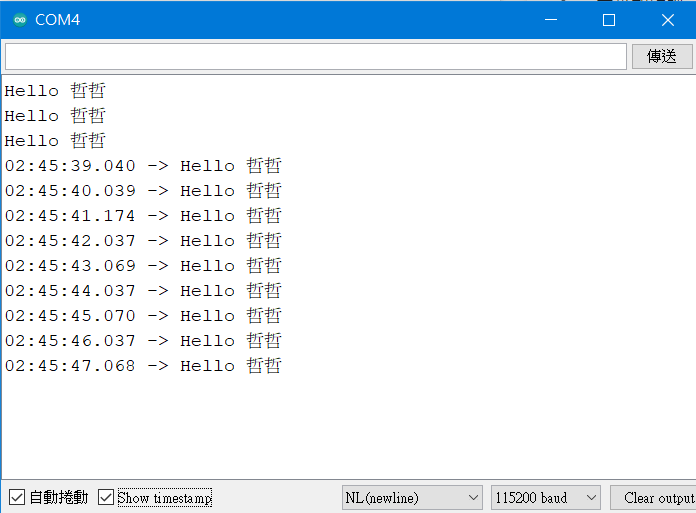 COM4
傳送
Hello 哲哲
Hello 哲哲
Hello 哲哲
02:45:39.040 -> Hello 哲哲
02:45:40.039 -> Hello 哲哲
02:45:41.174 -> Hello 哲哲
02:45:42.037 -> Hello 哲哲
02:45:43.069 -> Hello 哲哲
02:45:44.037 -> Hello 哲哲
02:45:45.070 -> Hello 哲哲
02:45:46.037 -> Hello 哲哲
02:45:47.068 -> Hello 哲哲
自動捲動 Show timestamp NL(newline) 115200 baud Clear output